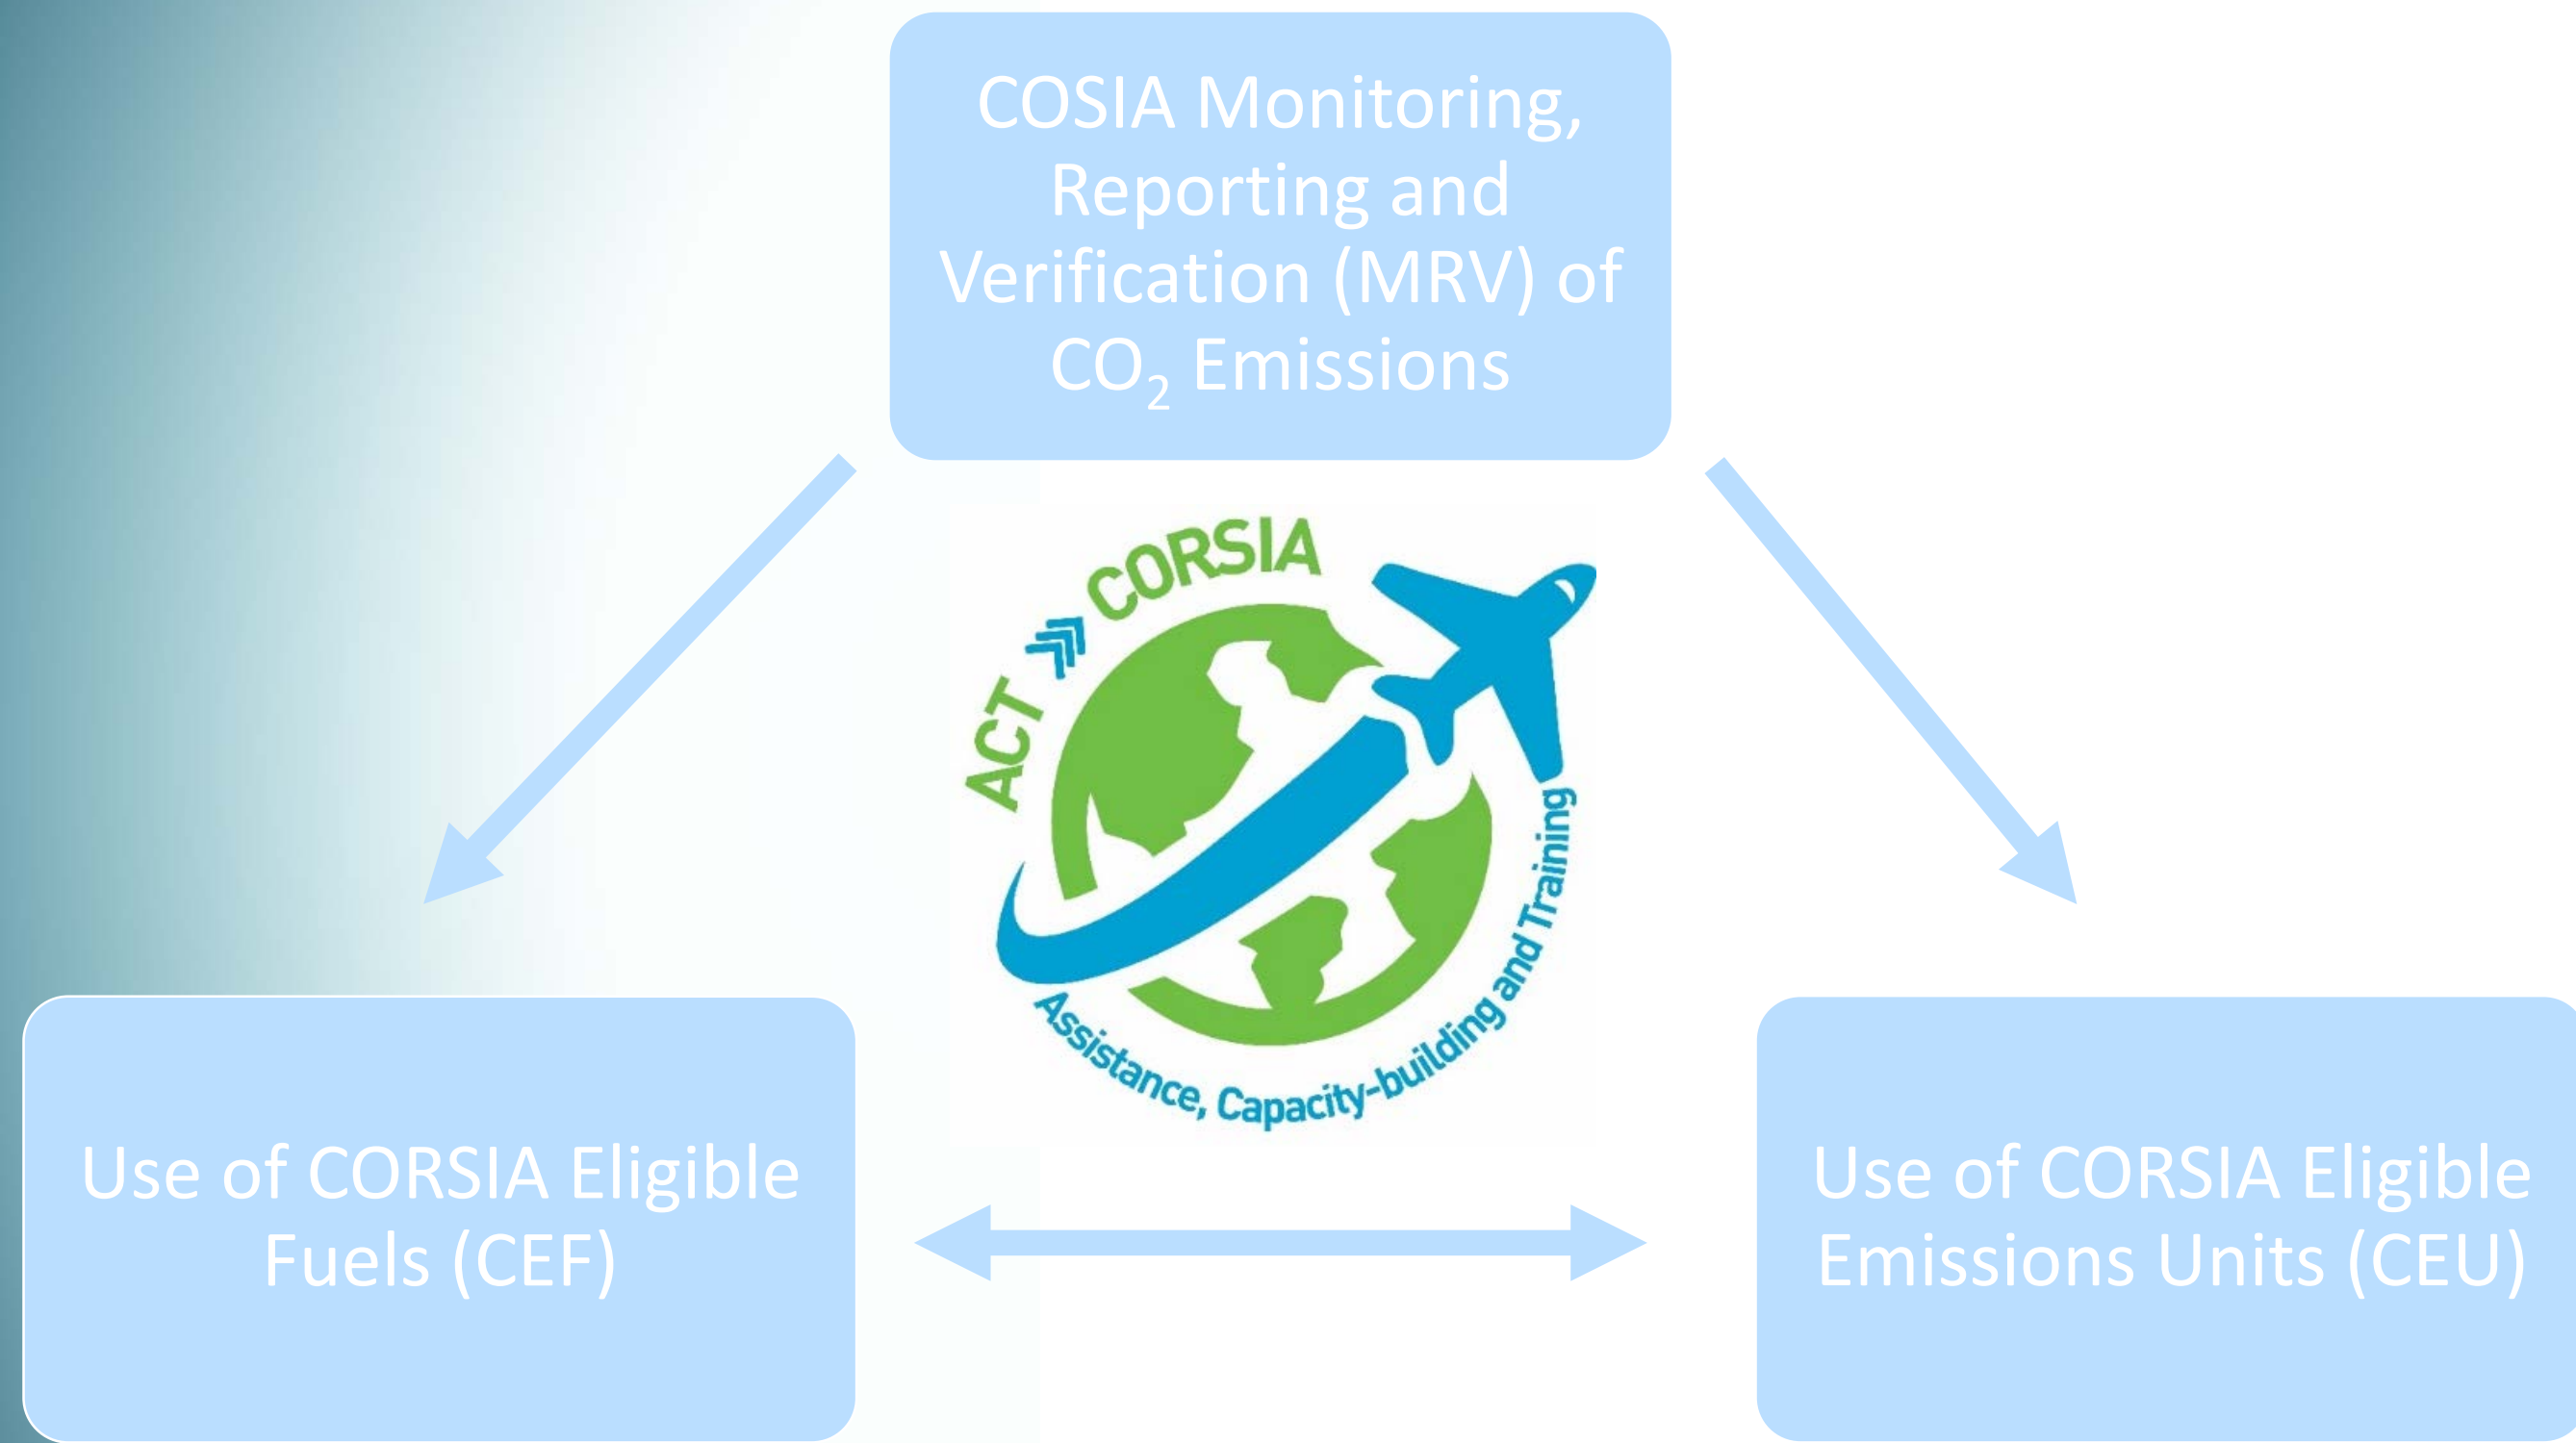 COSIA Monitoring,
Reporting and
Verification (MRV) of
CO₂ Emissions
ACT CORSIA
Assistance, Capacity-building and Training
Use of CORSIA Eligible
Fuels (CEF)
Use of CORSIA Eligible
Emissions Units (CEU)